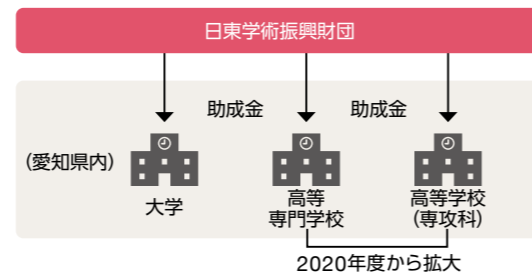 日東学術振興財団
助成金
助成金
(愛知県内)
大学
高等
専門学校
高等学校
(専攻科)
2020年度から拡大